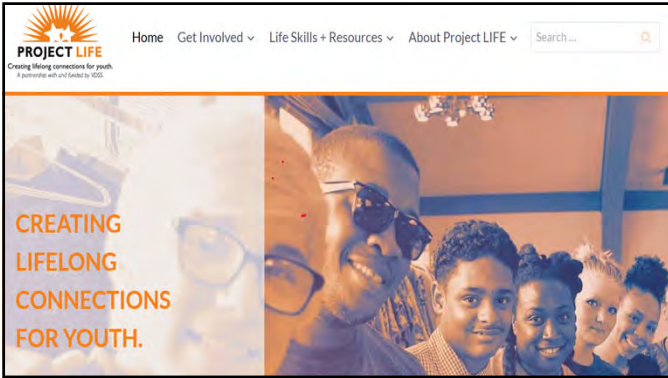 PROJECT LIFE
Creating lifelong connections for youth.
A partnership with and funded by VDSS.
Home Get Involved Life Skills + Resources About Project LIFE Search ...
CREATING
LIFELONG
CONNECTIONS
FOR YOUTH.